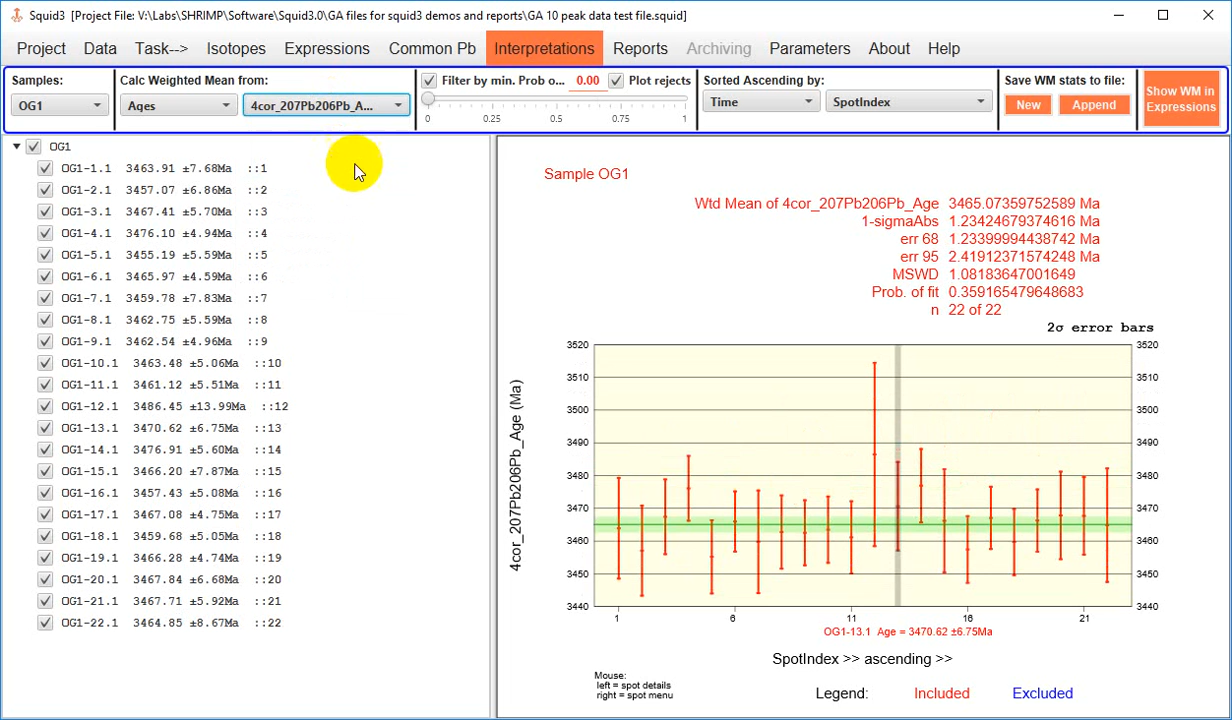 Squid3 [Project File: V:\Labs\SHRIMP\Software\Squid3.0\GA files for squid3 demos and reports\GA 10 peak data test file.squid]
Project Data Task--> Isotopes Expressions Common Pb Interpretations Reports Archiving Parameters About Help
Samples:
OG1
Calc Weighted Mean from:
Ages 4cor_207Pb206Pb_A...
Filter by min. Prob o... 0.00 Plot rejects
0 0.25 0.5 0.75 1
Sorted Ascending by:
Time SpotIndex
Save WM stats to file:
New Append
Show WM in
Expressions
OG1
OG1-1.1 3463.91 ±7.68Ma ::1
OG1-2.1 3457.07 ±6.86Ma ::2
OG1-3.1 3467.41 ±5.70Ma ::3
OG1-4.1 3476.10 ±4.94Ma ::4
OG1-5.1 3455.19 ±5.59Ma ::5
OG1-6.1 3465.97 ±4.59Ma ::6
OG1-7.1 3459.78 ±7.83Ma ::7
OG1-8.1 3462.75 ±5.59Ma ::8
OG1-9.1 3462.54 ±4.96Ma ::9
OG1-10.1 3463.48 ±5.06Ma ::10
OG1-11.1 3461.12 ±5.51Ma ::11
OG1-12.1 3486.45 ±13.99Ma ::12
OG1-13.1 3470.62 ±6.75Ma ::13
OG1-14.1 3476.91 ±5.60Ma ::14
OG1-15.1 3466.20 ±7.87Ma ::15
OG1-16.1 3457.43 ±5.08Ma ::16
OG1-17.1 3467.08 ±4.75Ma ::17
OG1-18.1 3459.68 ±5.05Ma ::18
OG1-19.1 3466.28 ±4.74Ma ::19
OG1-20.1 3467.84 ±6.68Ma ::20
OG1-21.1 3467.71 ±5.92Ma ::21
OG1-22.1 3464.85 ±8.67Ma ::22
Sample OG1
Wtd Mean of 4cor_207Pb206Pb_Age 3465.07359752589 Ma
1-sigmaAbs 1.23424679374616 Ma
err 68 1.23399994438742 Ma
err 95 2.41912371574248 Ma
MSWD 1.08183647001649
Prob. of fit 0.359165479648683
n 22 of 22
2σ error bars
3520 3520
3510 3510
3500 3500
3490 3490
3480 3480
3470 3470
3460 3460
3450 3450
3440 3440
4cor_207Pb206Pb_Age (Ma)
1 6 11 16 21
OG1-13.1 Age = 3470.62 ±6.75Ma
SpotIndex >> ascending >>
Mouse:
left = spot details
right = spot menu
Legend: Included Excluded